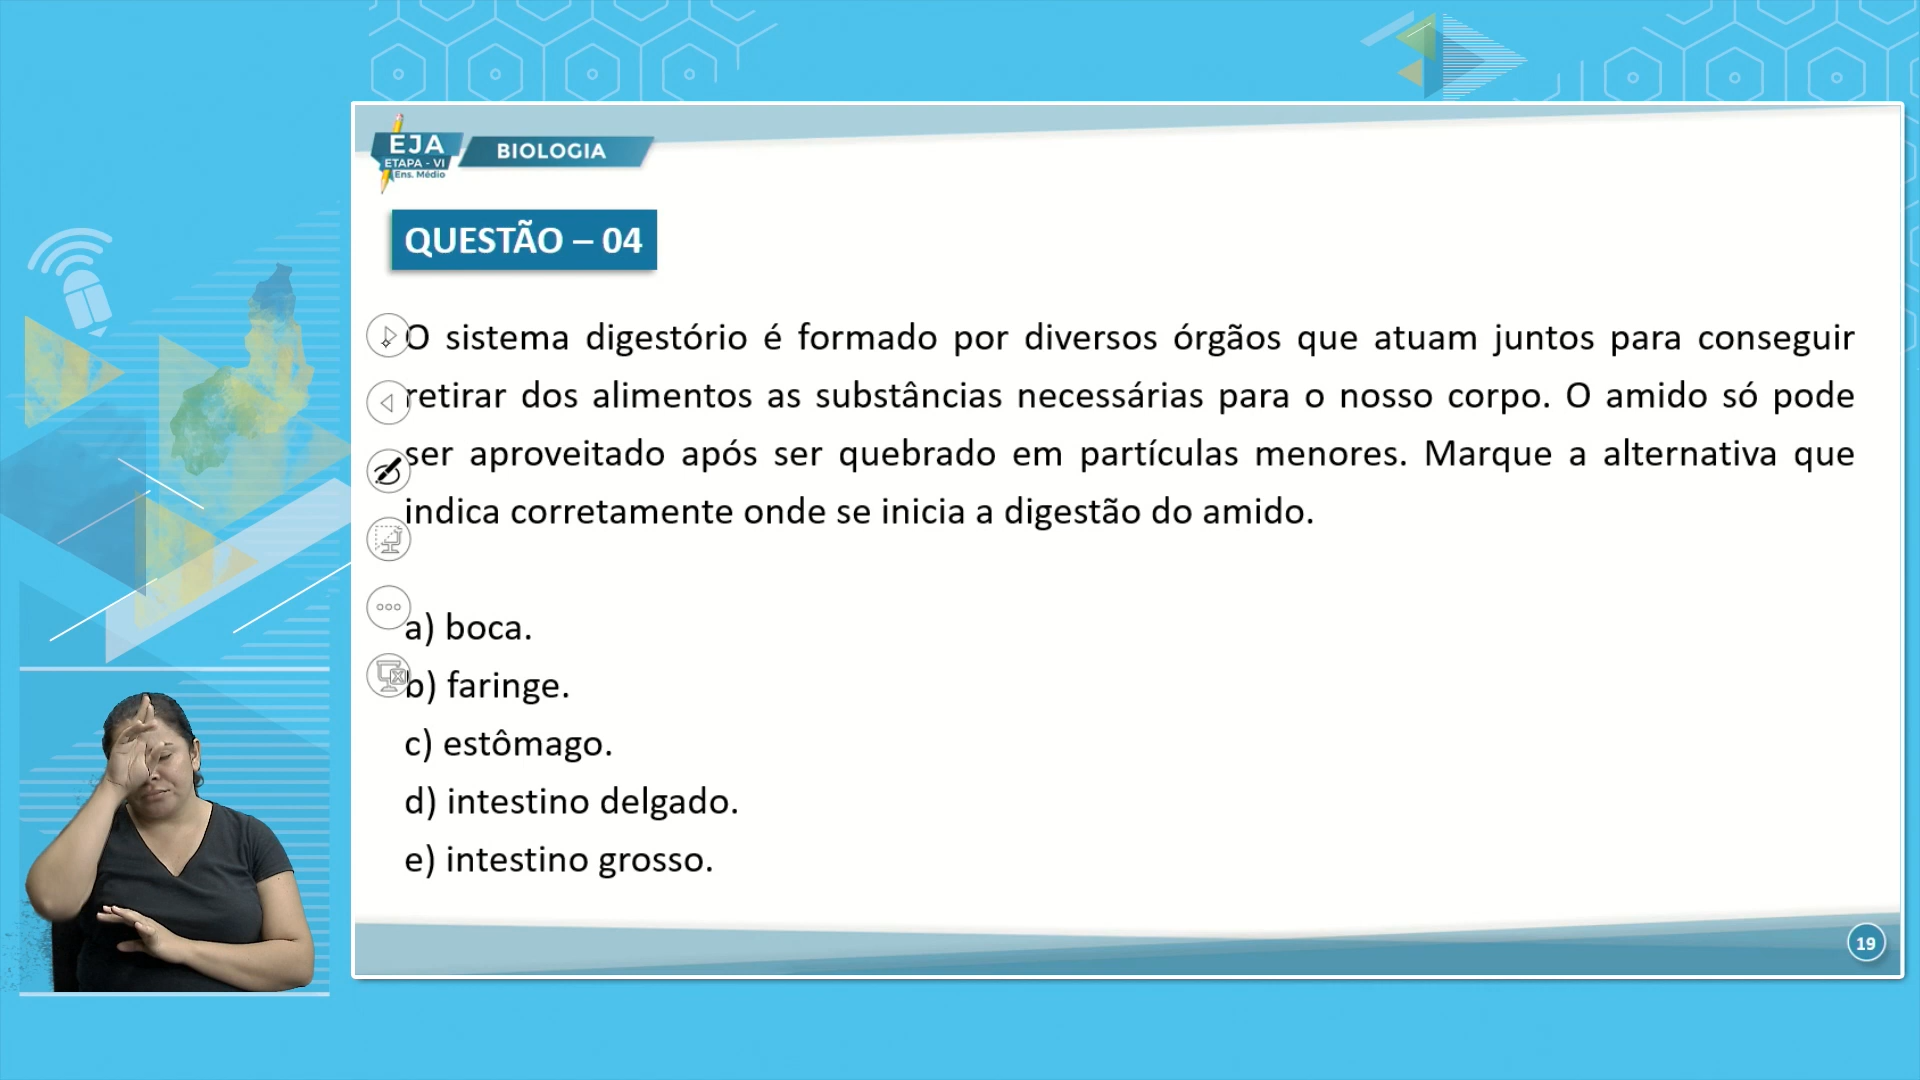 EJA
ETAPA - VI
Ens. Médio
BIOLOGIA
QUESTÃO – 04
O sistema digestório é formado por diversos órgãos que atuam juntos para conseguir
retirar dos alimentos as substâncias necessárias para o nosso corpo. O amido só pode
ser aproveitado após ser quebrado em partículas menores. Marque a alternativa que
indica corretamente onde se inicia a digestão do amido.
a) boca.
b) faringe.
c) estômago.
d) intestino delgado.
e) intestino grosso.
19